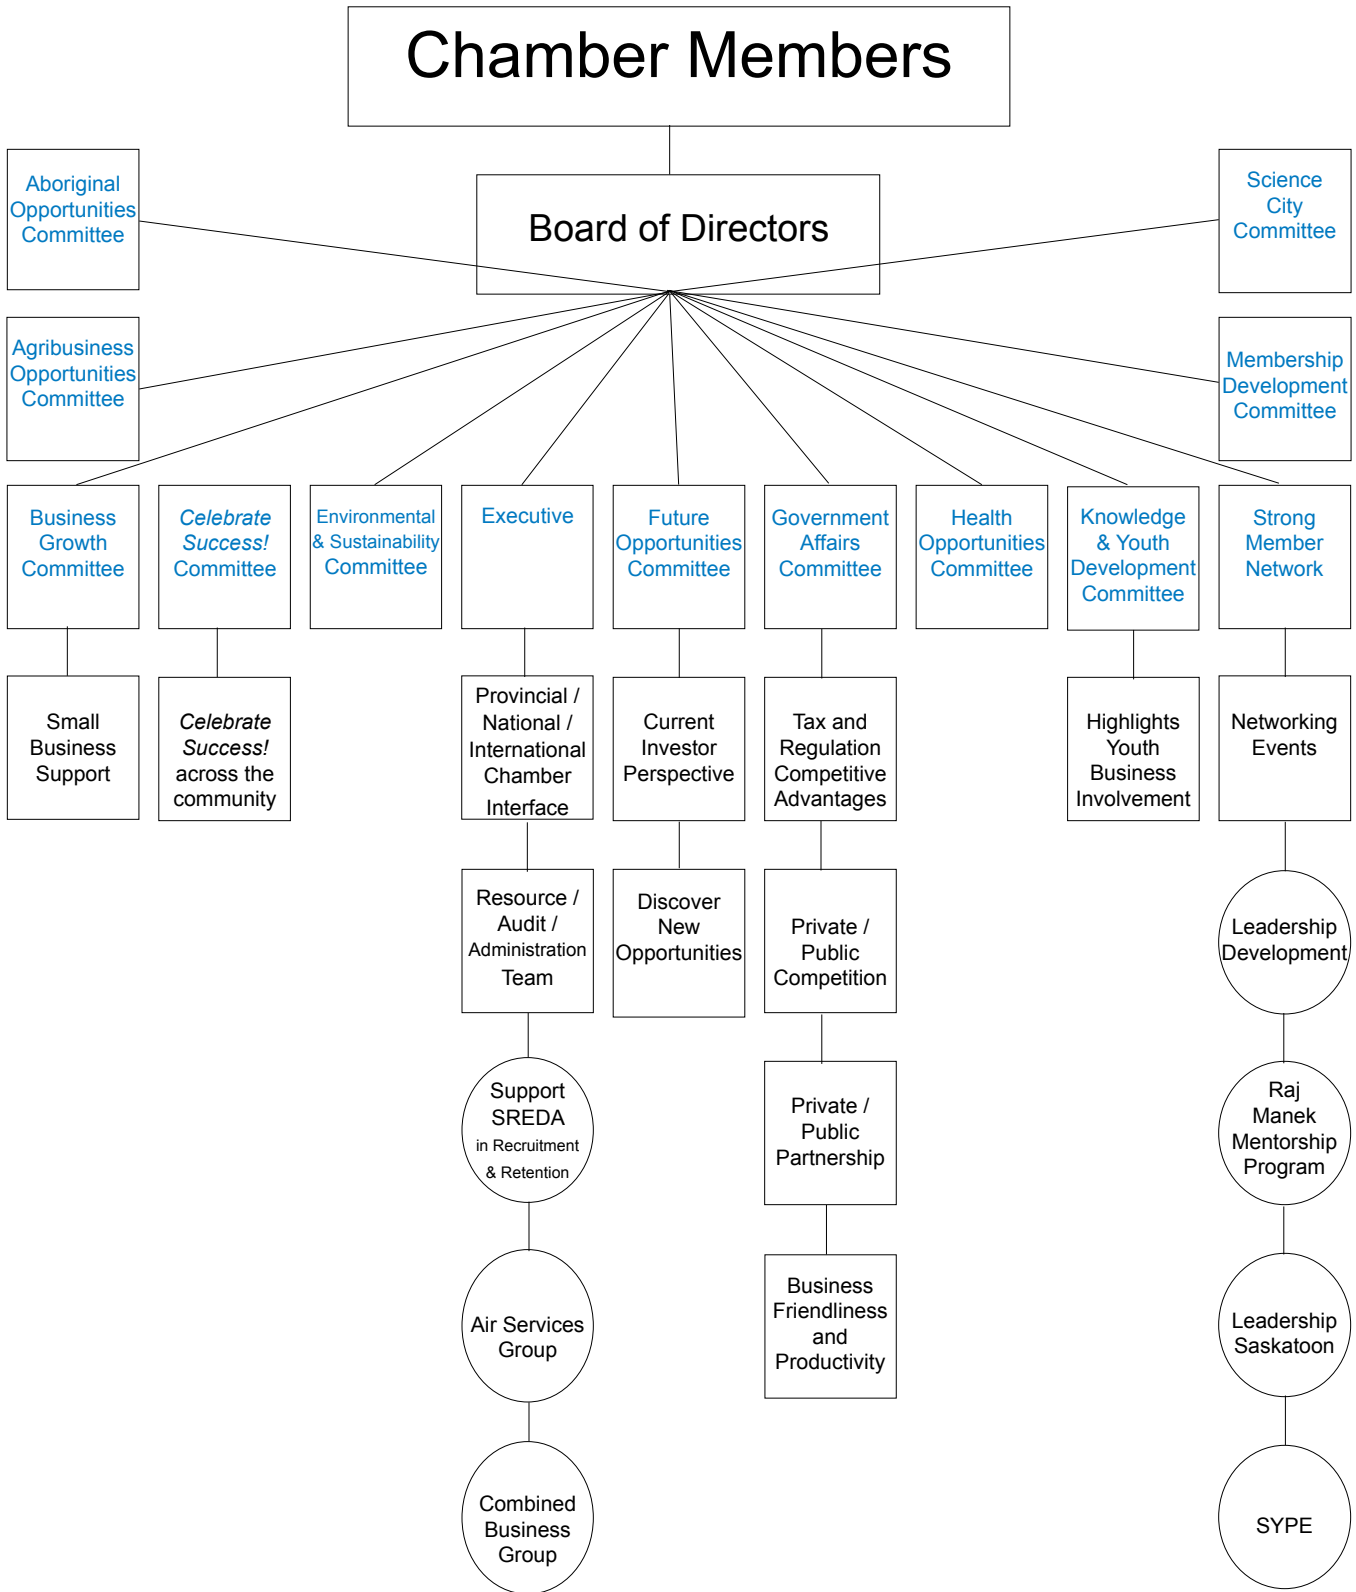 Chamber Members
Board of Directors
Aboriginal
Opportunities
Committee
Science
City
Committee
Agribusiness
Opportunities
Committee
Membership
Development
Committee
Business
Growth
Committee
Celebrate
Success!
Committee
Environmental
& Sustainability
Committee
Executive
Future
Opportunities
Committee
Government
Affairs
Committee
Health
Opportunities
Committee
Knowledge
& Youth
Development
Committee
Strong
Member
Network
Small
Business
Support
Celebrate
Success!
across the
community
Provincial /
National /
International
Chamber
Interface
Current
Investor
Perspective
Tax and
Regulation
Competitive
Advantages
Highlights
Youth
Business
Involvement
Networking
Events
Resource /
Audit /
Administration
Team
Discover
New
Opportunities
Private /
Public
Competition
Leadership
Development
Support
SREDA
in Recruitment
& Retention
Private /
Public
Partnership
Raj
Manek
Mentorship
Program
Air Services
Group
Business
Friendliness
and
Productivity
Leadership
Saskatoon
Combined
Business
Group
SYPE